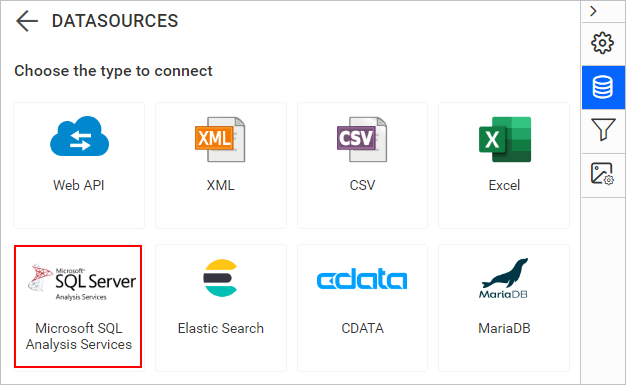 DATASOURCES
Choose the type to connect
XML
CSV
X
Web API
XML
CSV
Excel
Microsoft
SQL Server
Analysis Services
cdata
MariaDB
Microsoft SQL
Analysis Services
Elastic Search
CDATA
MariaDB